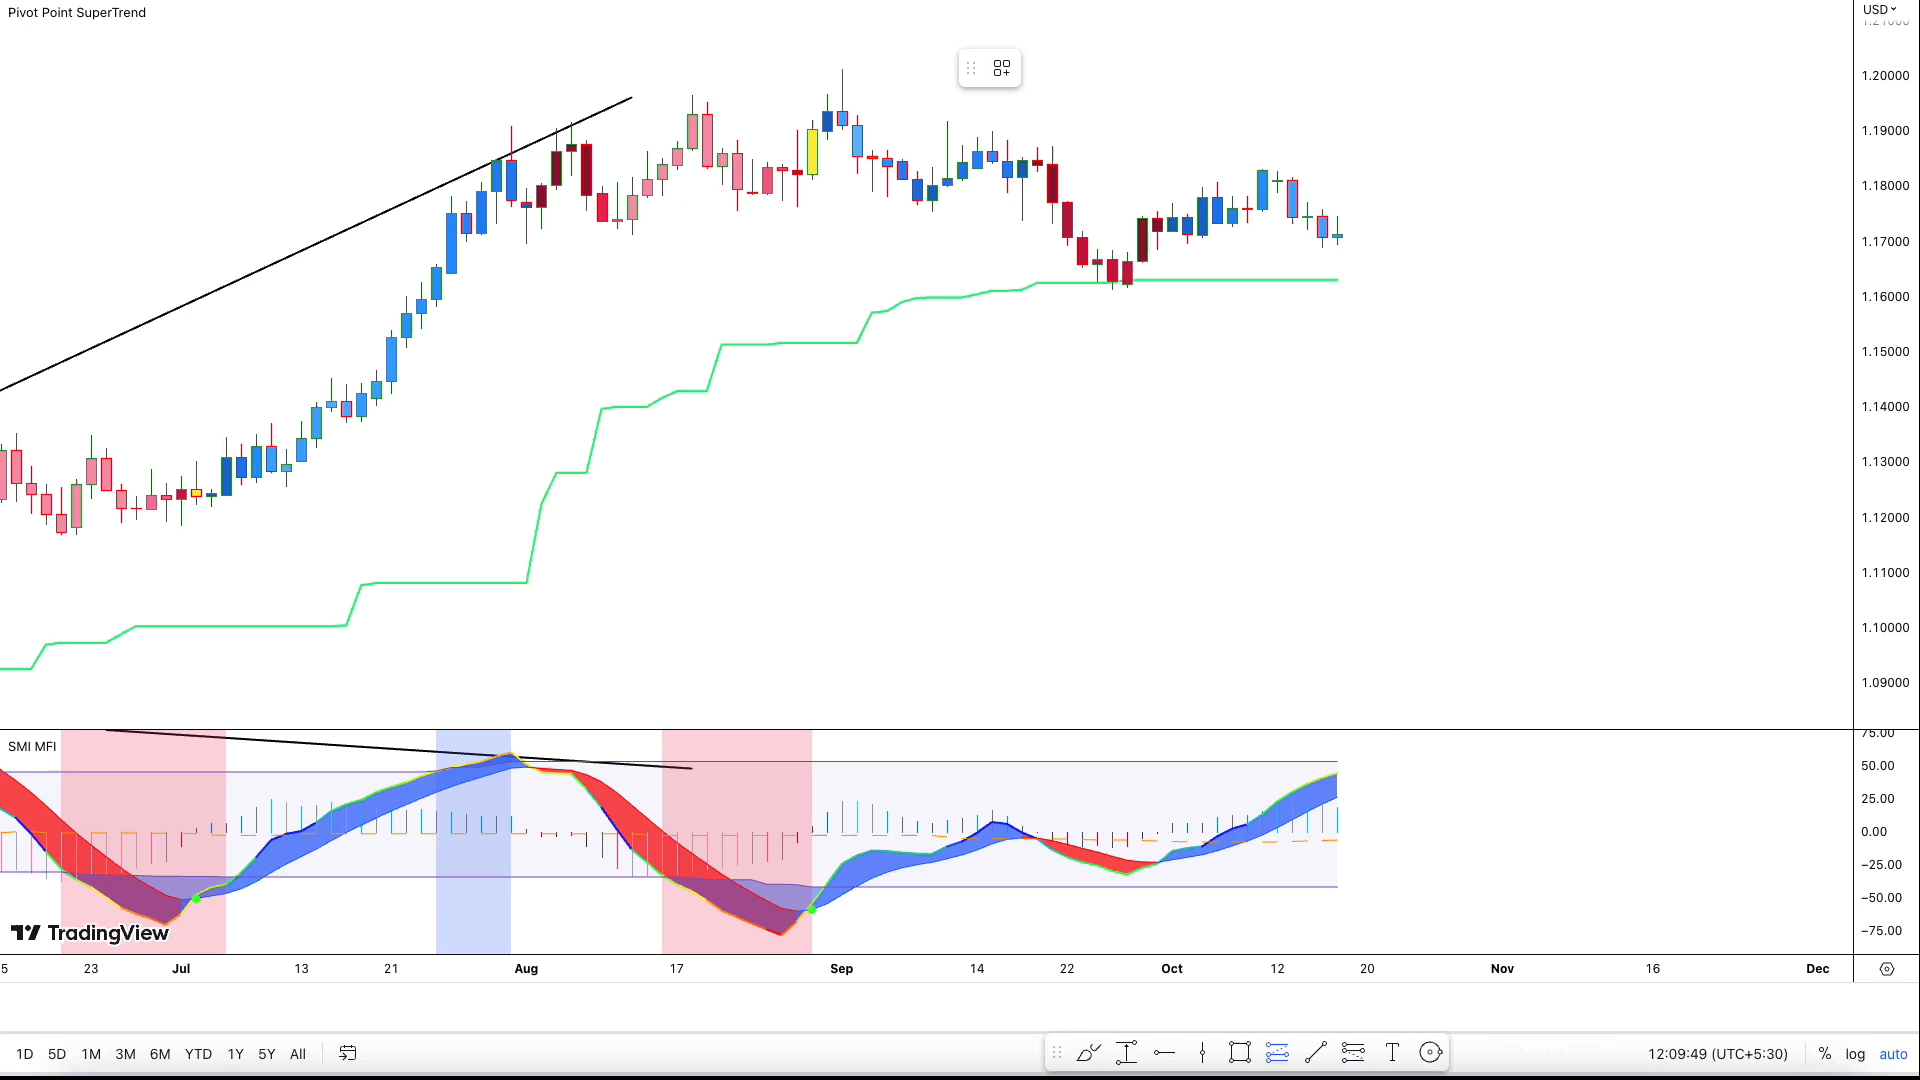 Pivot Point SuperTrend
USD
1.21000
1.20000
1.19000
1.18000
1.17000
1.16000
1.15000
1.14000
1.13000
1.12000
1.11000
1.10000
1.09000
SMI MFI
75.00
50.00
25.00
0.00
−25.00
−50.00
−75.00
TradingView
5 23 Jul 13 21 Aug 17 Sep 14 22 Oct 12 20 Nov 16 Dec
1D 5D 1M 3M 6M YTD 1Y 5Y All
T
12:09:49 (UTC+5:30) % log auto